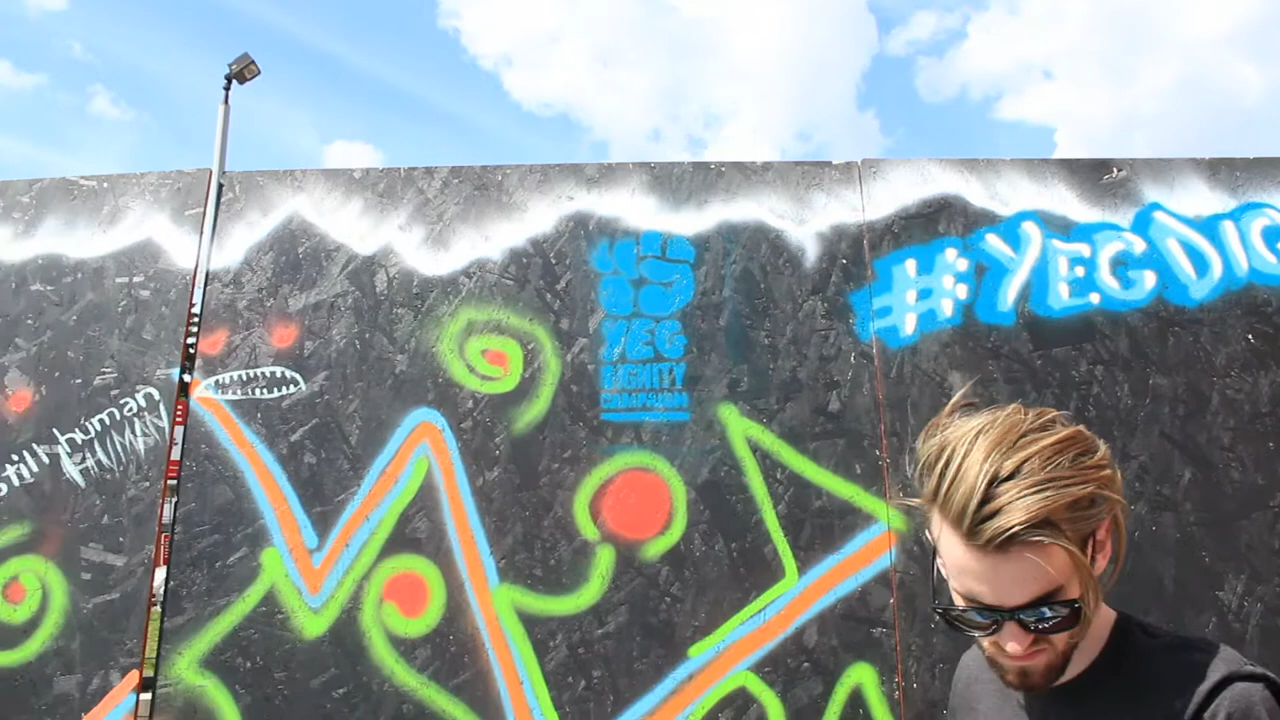 #YEGDIG
YEG
DIGNITY
CAMPAIGN
still human
HUMAN